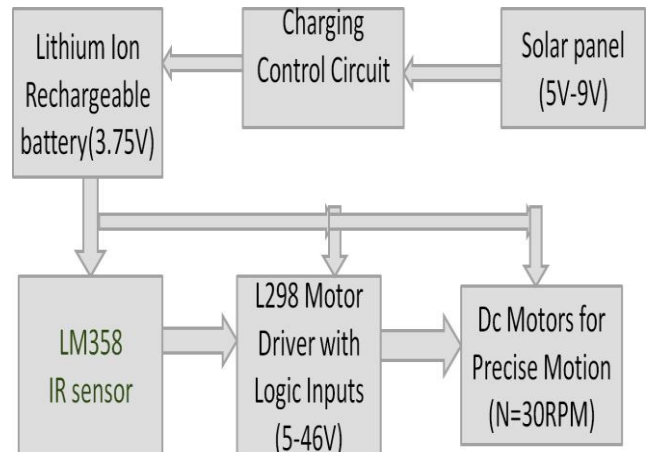 Lithium Ion
Rechargeable
battery(3.75V)
Charging
Control Circuit
Solar panel
(5V-9V)
LM358
IR sensor
L298 Motor
Driver with
Logic Inputs
(5-46V)
Dc Motors for
Precise Motion
(N=30RPM)